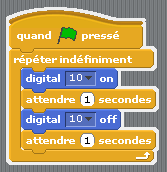 quand pressé
répéter indéfiniment
digital 10 on
attendre 1 secondes
digital 10 off
attendre 1 secondes